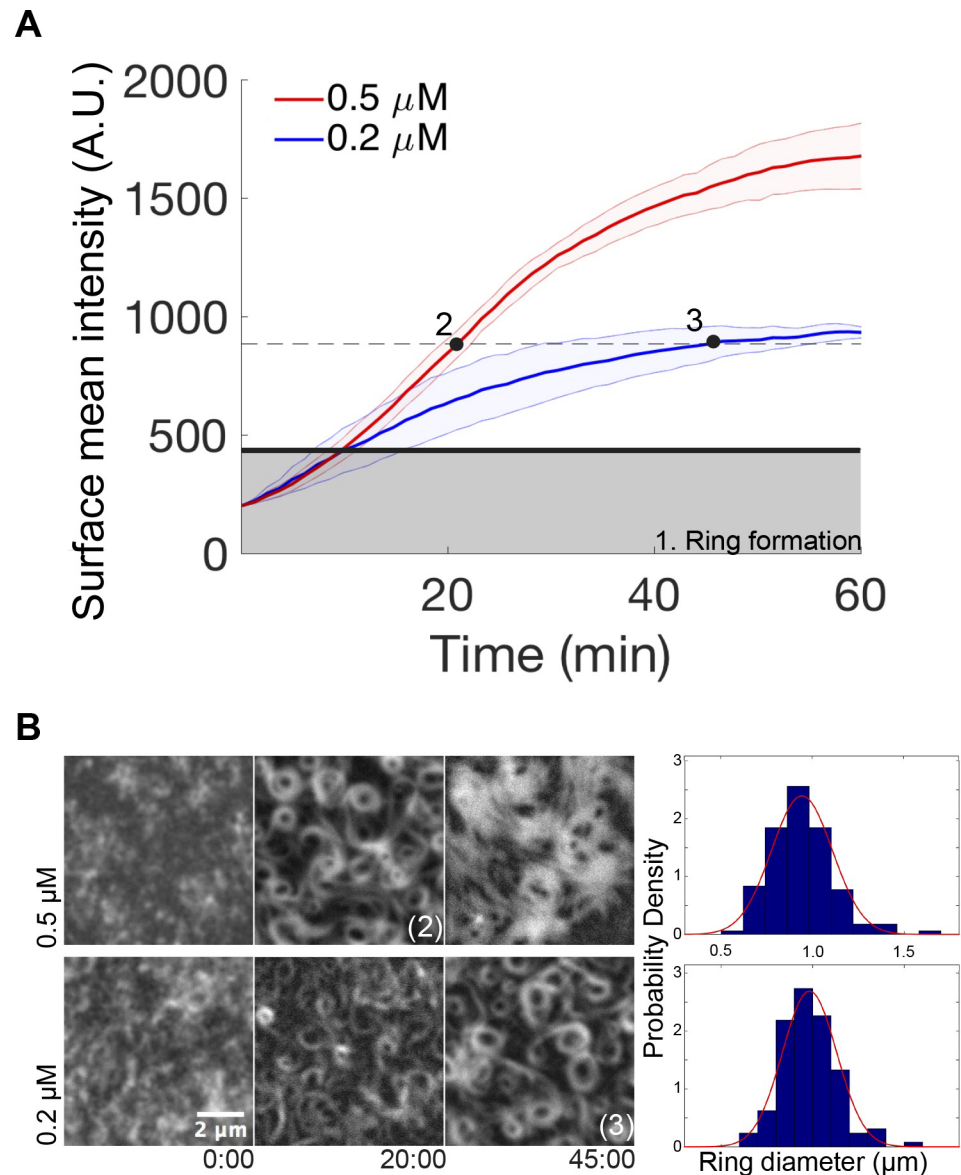 A
Surface mean intensity (A.U.)
2000
1500
1000
500
0
0.5 μM
0.2 μM
2
3
1. Ring formation
20
40
60
Time (min)
B
0.5 µM
(2)
0.2 µM
2 µm
(3)
0:00
20:00
45:00
Probability Density
3
2
1
0
0.5
1.0
1.5
3
2
1
0
Ring diameter (µm)